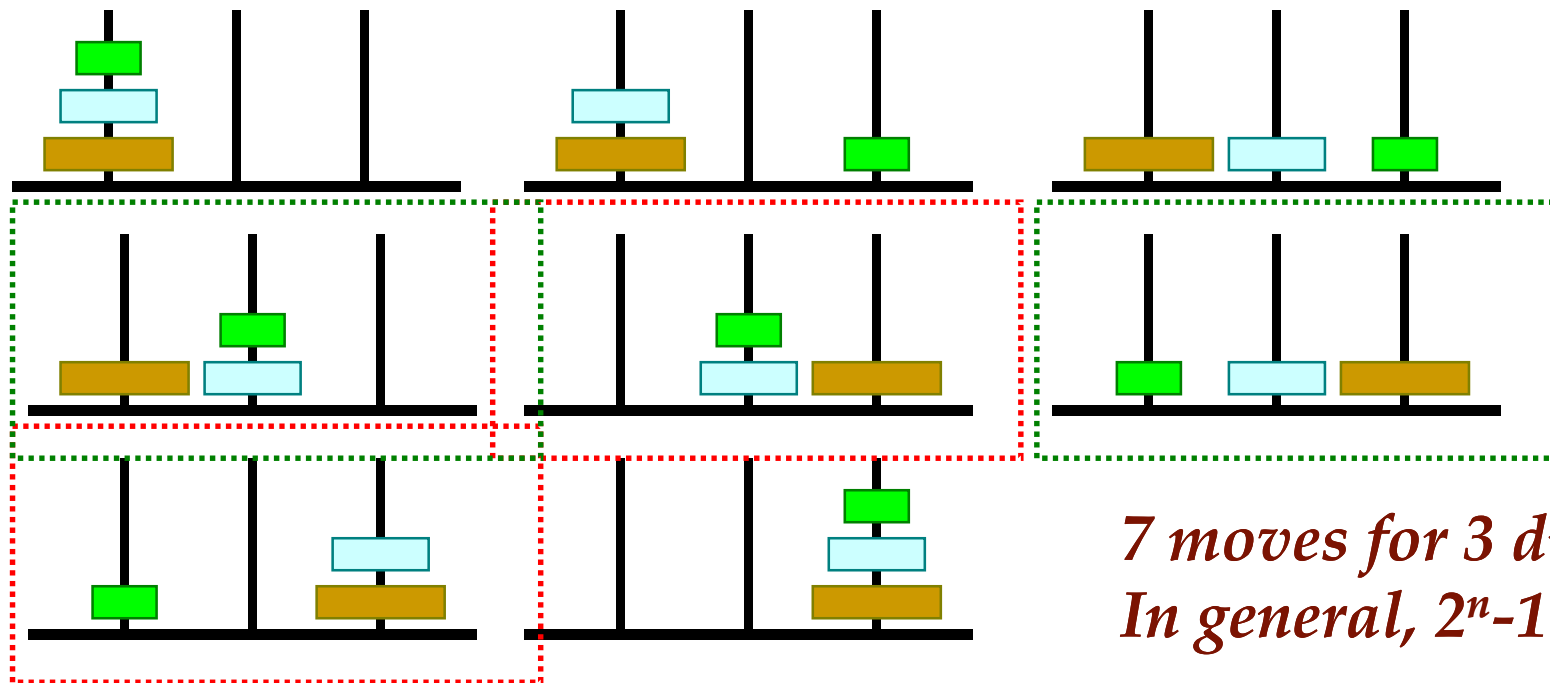 7 moves for 3
In general, 2ⁿ-1